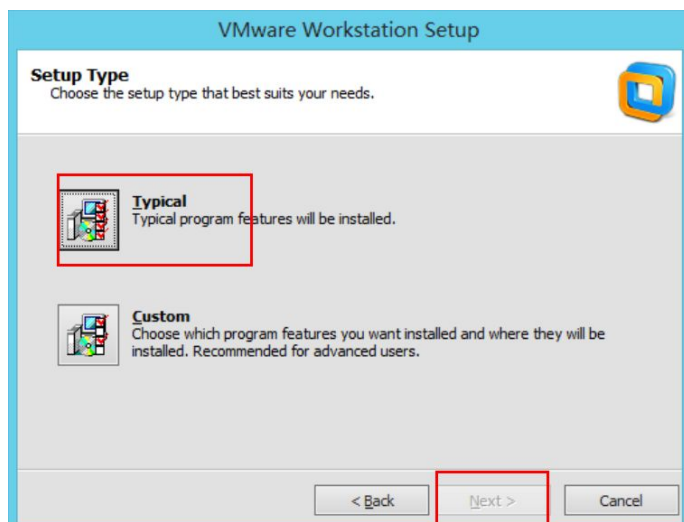 VMware Workstation Setup
Setup Type
Choose the setup type that best suits your needs.
Typical
Typical program features will be installed.
Custom
Choose which program features you want installed and where they will be
installed. Recommended for advanced users.
< Back Next > Cancel